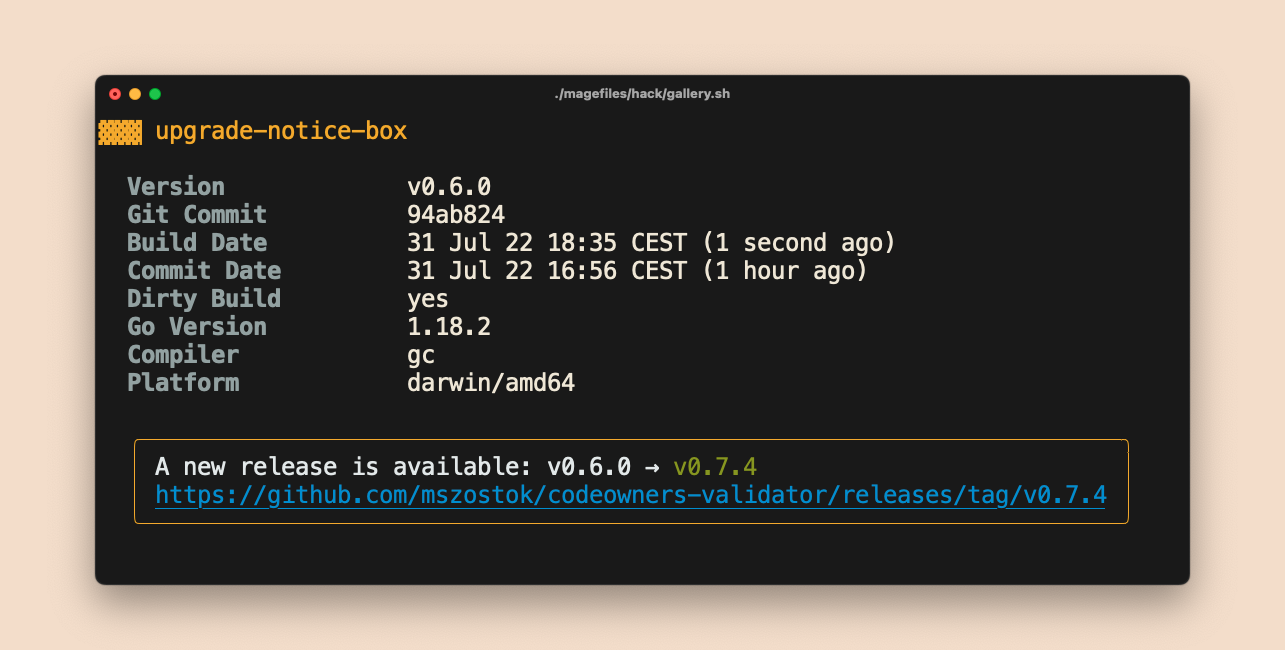 ./magefiles/hack/gallery.sh
▓▓▓ upgrade-notice-box
Version v0.6.0
Git Commit 94ab824
Build Date 31 Jul 22 18:35 CEST (1 second ago)
Commit Date 31 Jul 22 16:56 CEST (1 hour ago)
Dirty Build yes
Go Version 1.18.2
Compiler gc
Platform darwin/amd64
A new release is available: v0.6.0 → v0.7.4
https://github.com/mszostok/codeowners-validator/releases/tag/v0.7.4